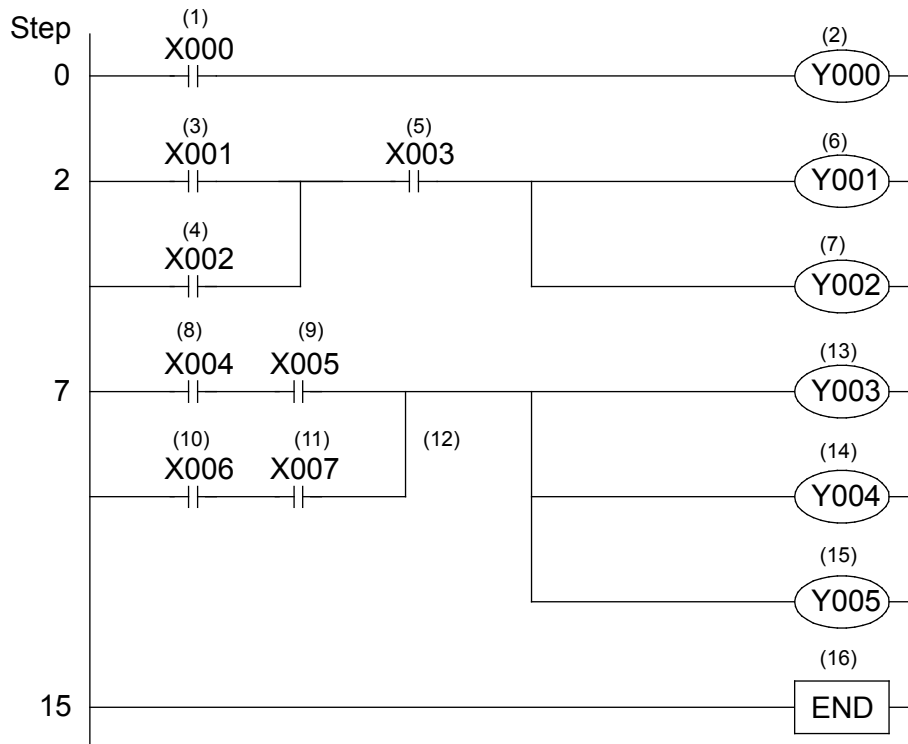 Step
(1) (2)
X000
0 Y000
(3) (5) (6)
X001 X003
2 Y001
(4) (7)
X002
Y002
(8) (9) (13)
X004 X005
7 Y003
(10) (11) (12) (14)
X006 X007
Y004
(15)
Y005
(16)
15 END